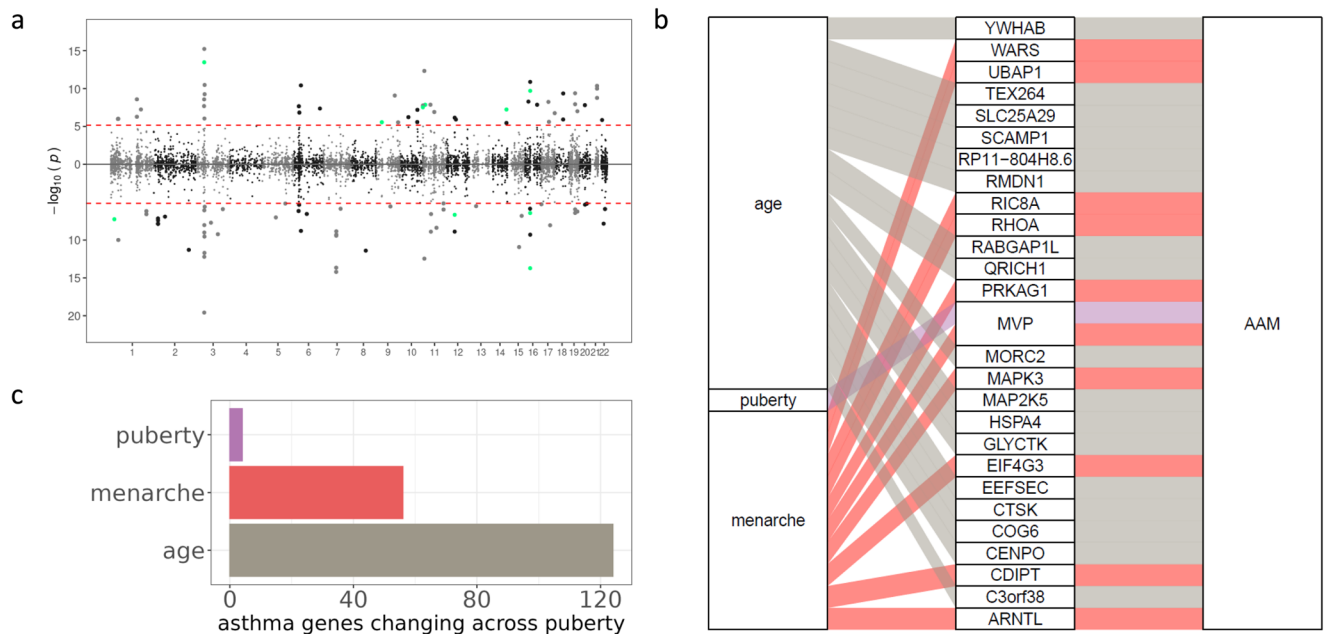 a
15
10
5
0
5
10
15
20
−log10 (p)
1 2 3 4 5 6 7 8 9 10 11 12 13 14 15 16 17 18 19 20 21 22
b
age
puberty
menarche
YWHAB
WARS
UBAP1
TEX264
SLC25A29
SCAMP1
RP11−804H8.6
RMDN1
RIC8A
RHOA
RABGAP1L
QRICH1
PRKAG1
MVP
MORC2
MAPK3
MAP2K5
HSPA4
GLYCTK
EIF4G3
EEFSEC
CTSK
COG6
CENPO
CDIPT
C3orf38
ARNTL
AAM
c
puberty
menarche
age
0 40 80 120
asthma genes changing across puberty